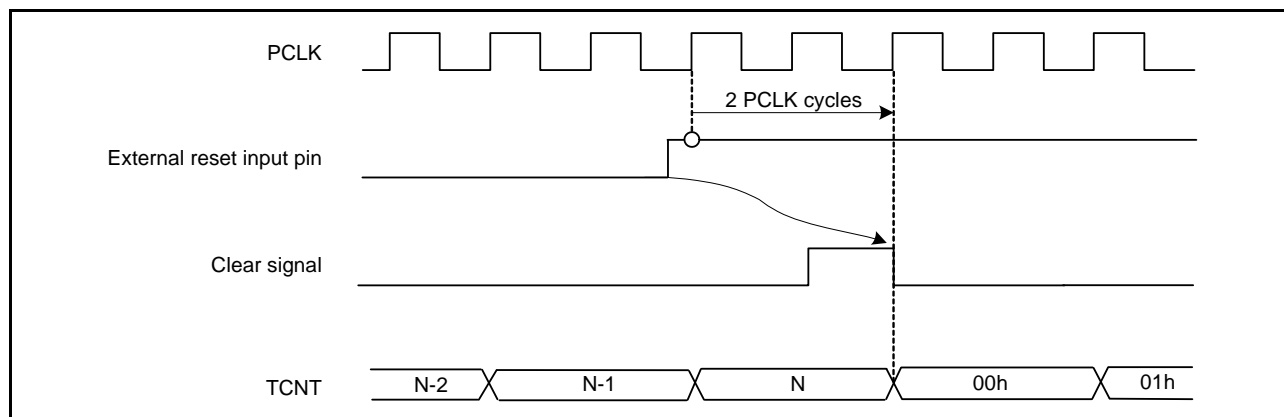 PCLK
2 PCLK cycles
External reset input pin
Clear signal
TCNT N-2 N-1 N 00h 01h